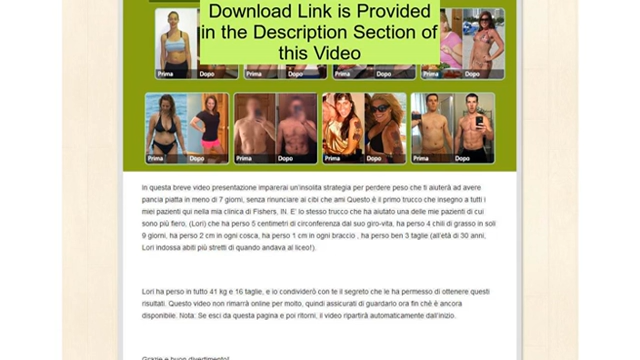 Download Link is Provided
in the Description Section of
this Video
Prima Dopo Prima Dopo Prima Dopo Prima Dopo
Prima Dopo Prima Dopo Prima Dopo Prima Dopo
In questa breve video presentazione imparerai un'insolita strategia per perdere peso che ti aiuterà ad avere
pancia piatta in meno di 7 giorni, senza rinunciare ai cibi che ami Questo è il primo trucco che insegno a tutti i
miei pazienti qui nella mia clinica di Fishers, IN. E' lo stesso trucco che ha aiutato una delle mie pazienti di cui
sono più fiero, (Lori) che ha perso 5 centimetri di circonferenza dal suo giro-vita, ha perso 4 chili di grasso in soli
9 giorni, ha perso 2 cm in ogni coscia, ha perso 1 cm in ogni braccio , ha perso ben 3 taglie (all'età di 30 anni,
Lori indossa abiti più stretti di quando andava al liceo!).
Lori ha perso in tutto 41 kg e 16 taglie, e io condividerò con te il segreto che le ha permesso di ottenere questi
risultati. Questo video non rimarrà online per molto, quindi assicurati di guardarlo ora fin ché è ancora
disponibile. Nota: Se esci da questa pagina e poi ritorni, il video ripartirà automaticamente dall'inizio.
Grazie e buon divertimento!